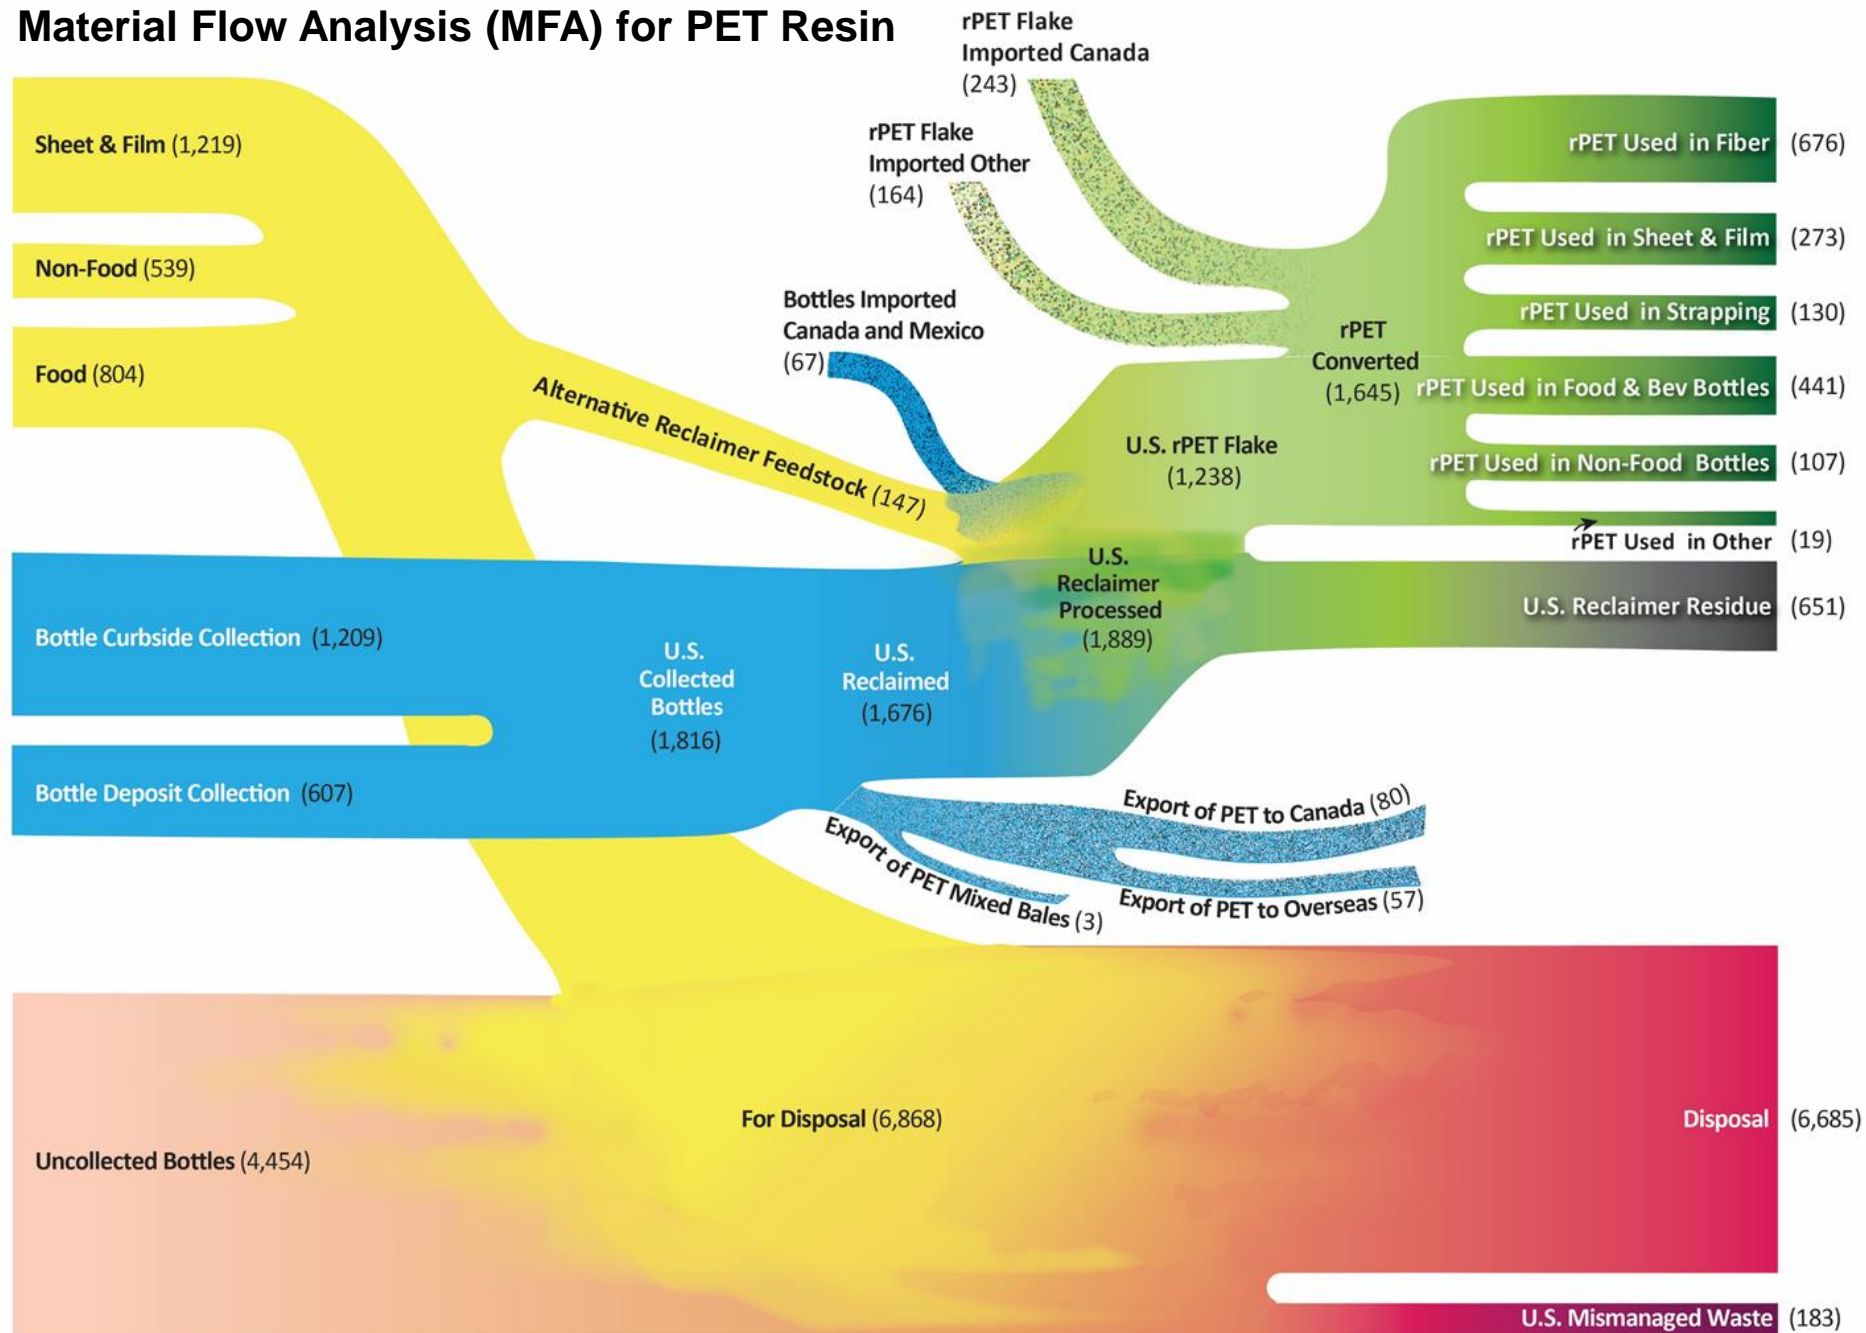 Material Flow Analysis (MFA) for PET Resin
rPET Flake
Imported Canada
(243)
rPET Flake
Imported Other
(164)
Bottles Imported
Canada and Mexico
(67)
Sheet & Film (1,219)
Non-Food (539)
Food (804)
Alternative Reclaimer Feedstock (147)
Bottle Curbside Collection (1,209)
Bottle Deposit Collection (607)
U.S.
Collected
Bottles
(1,816)
U.S.
Reclaimed
(1,676)
U.S.
Reclaimer
Processed
(1,889)
U.S. rPET Flake
(1,238)
rPET
Converted
(1,645)
rPET Used in Fiber (676)
rPET Used in Sheet & Film (273)
rPET Used in Strapping (130)
rPET Used in Food & Bev Bottles (441)
rPET Used in Non-Food Bottles (107)
rPET Used in Other (19)
U.S. Reclaimer Residue (651)
Export of PET to Canada (80)
Export of PET to Overseas (57)
Export of PET Mixed Bales (3)
Uncollected Bottles (4,454)
For Disposal (6,868)
Disposal (6,685)
U.S. Mismanaged Waste (183)